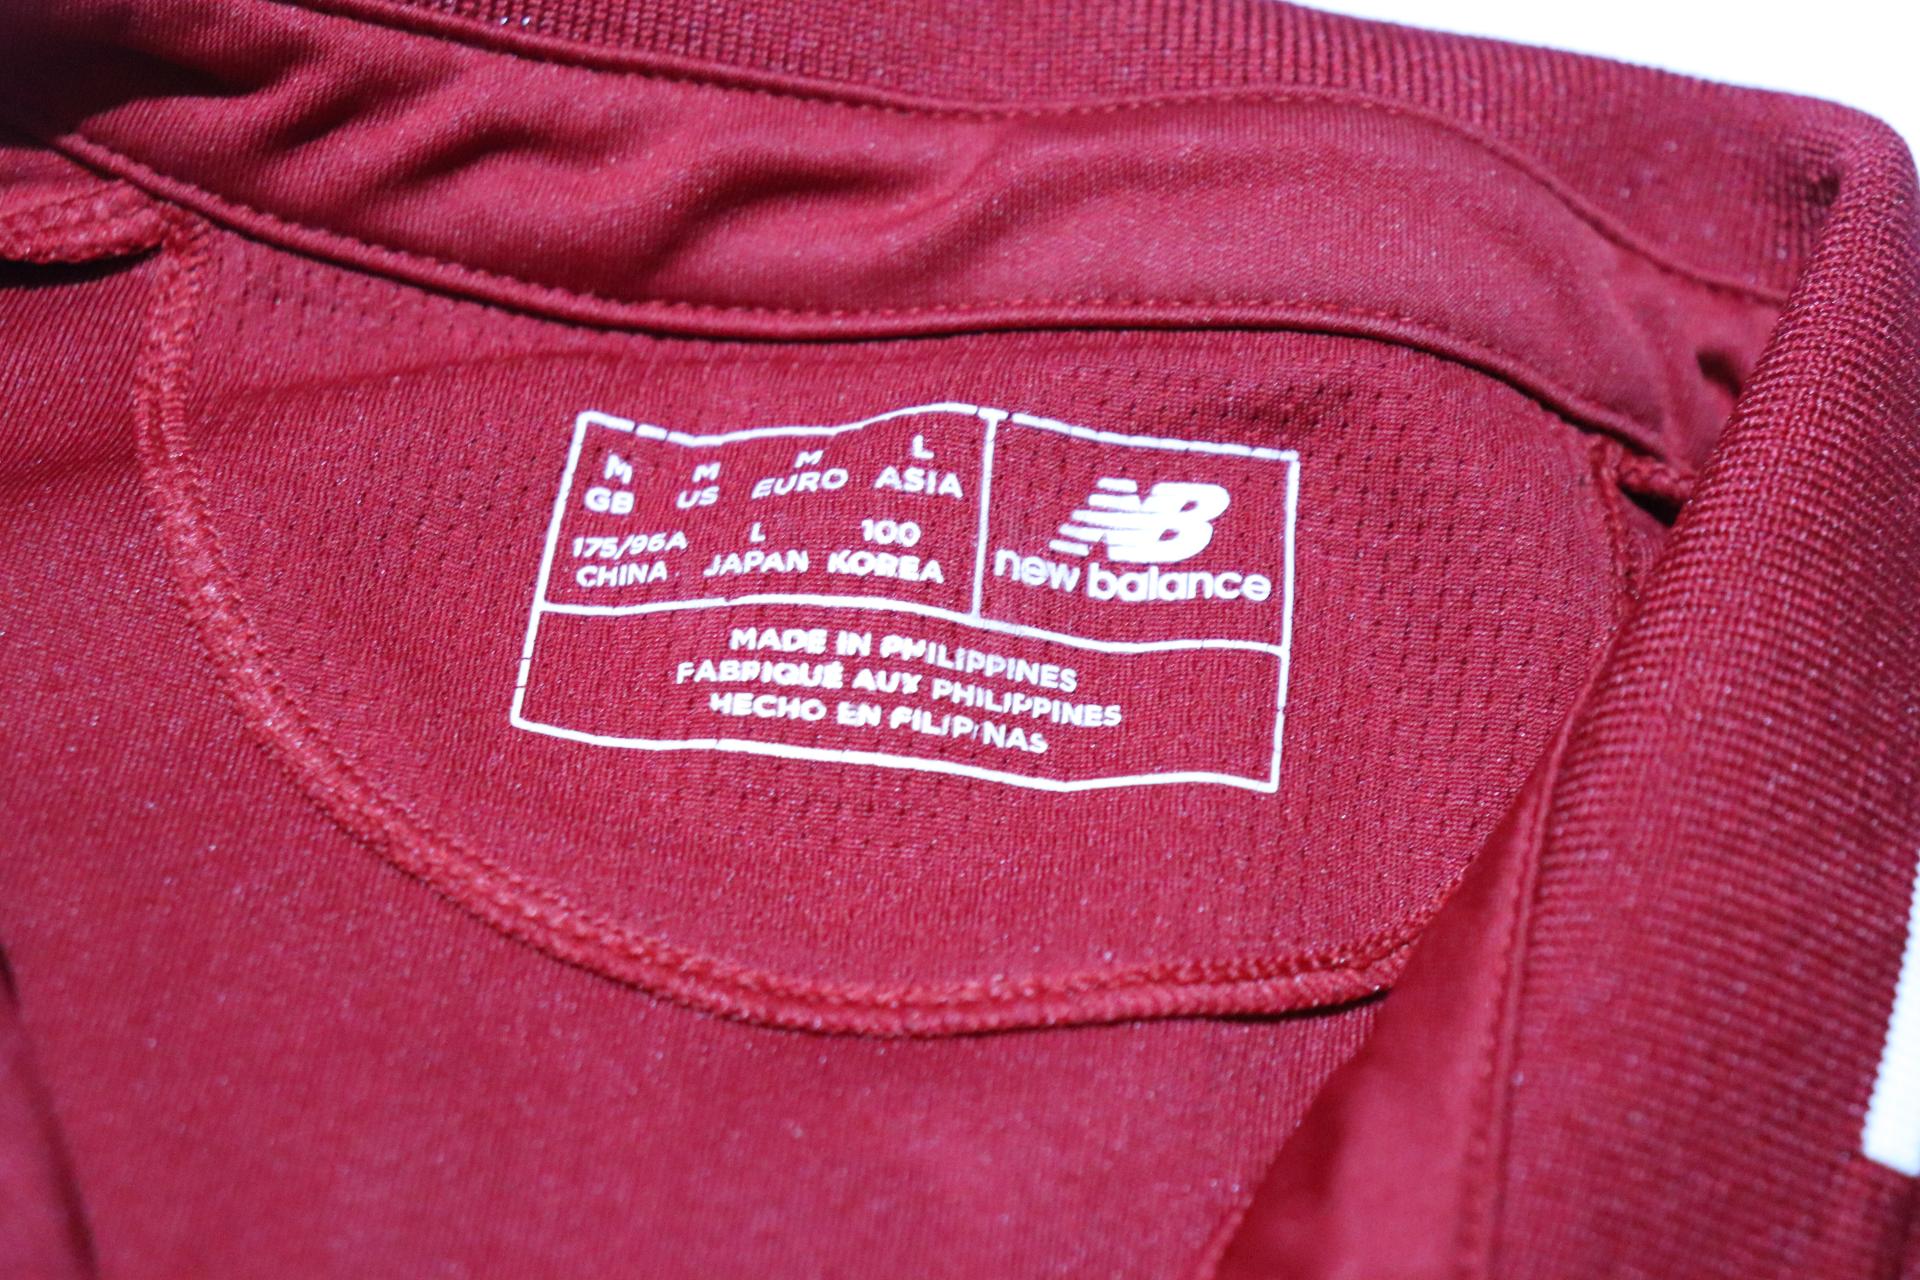 M M M L
GB US EURO ASIA
175/96A L 100
CHINA JAPAN KOREA
NB
new balance
MADE IN PHILIPPINES
FABRIQUÉ AUX PHILIPPINES
HECHO EN FILIPINAS